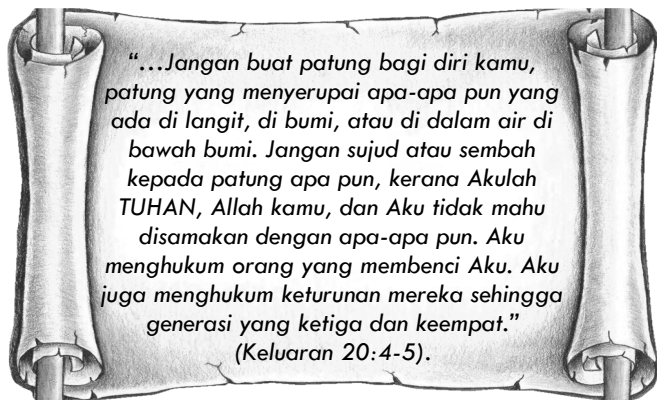 “…Jangan buat patung bagi diri kamu,
patung yang menyerupai apa-apa pun yang
ada di langit, di bumi, atau di dalam air di
bawah bumi. Jangan sujud atau sembah
kepada patung apa pun, kerana Akulah
TUHAN, Allah kamu, dan Aku tidak mahu
disamakan dengan apa-apa pun. Aku
menghukum orang yang membenci Aku. Aku
juga menghukum keturunan mereka sehingga
generasi yang ketiga dan keempat.”
(Keluaran 20:4-5).